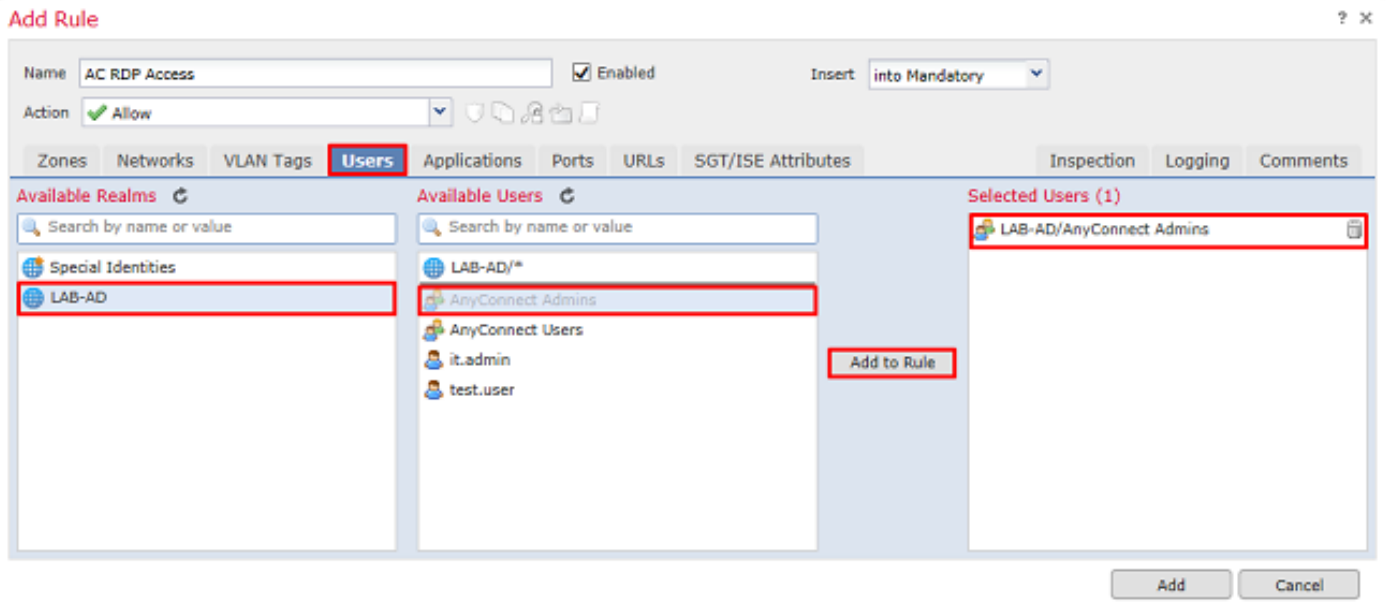 Add Rule
? ×
Name AC RDP Access Enabled Insert into Mandatory
Action Allow
Zones Networks VLAN Tags Users Applications Ports URLs SGT/ISE Attributes Inspection Logging Comments
Available Realms Available Users Selected Users (1)
Search by name or value Search by name or value LAB-AD/AnyConnect Admins
Special Identities LAB-AD/*
LAB-AD AnyConnect Admins
AnyConnect Users
it.admin Add to Rule
test.user
Add Cancel